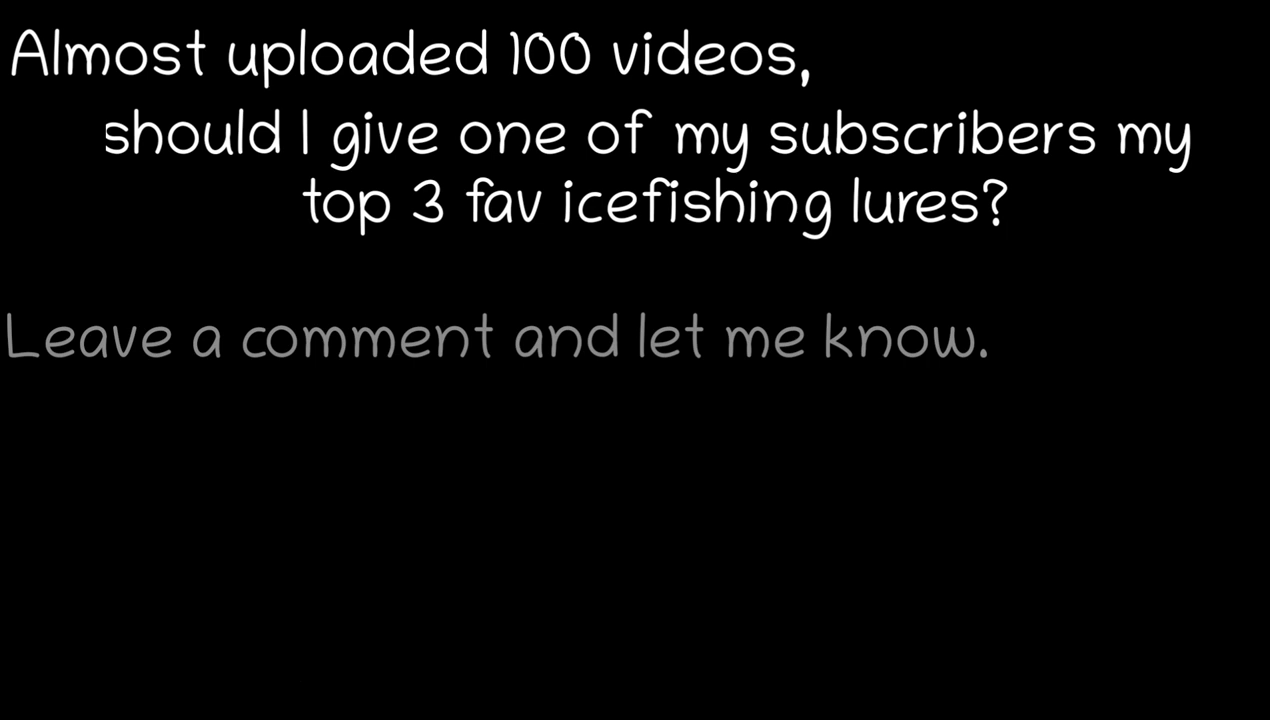 Almost uploaded 100 videos,
should I give one of my subscribers my
top 3 fav icefishing lures?
Leave a comment and let me know.